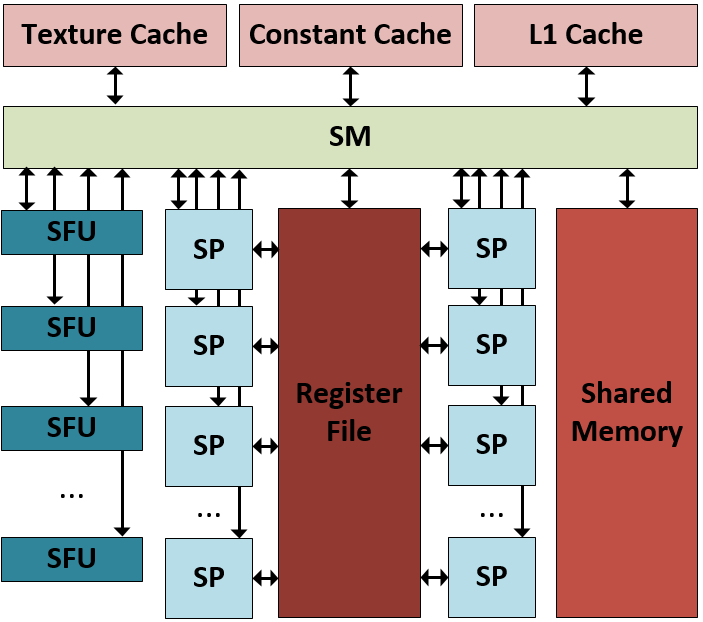 Texture Cache
Constant Cache
L1 Cache
SM
SFU
SP
SP
SFU
SP
SP
Register
File
Shared
Memory
SFU
SP
SP
...
...
...
SFU
SP
SP